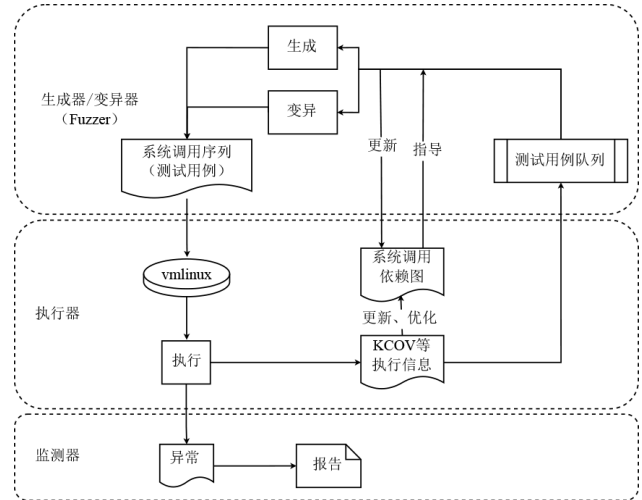 生成
生成器/变异器
（Fuzzer）
变异
更新
指导
系统调用序列
（测试用例）
测试用例队列
vmlinux
系统调用
依赖图
执行器
更新、优化
执行
KCOV等
执行信息
监测器
异常
报告